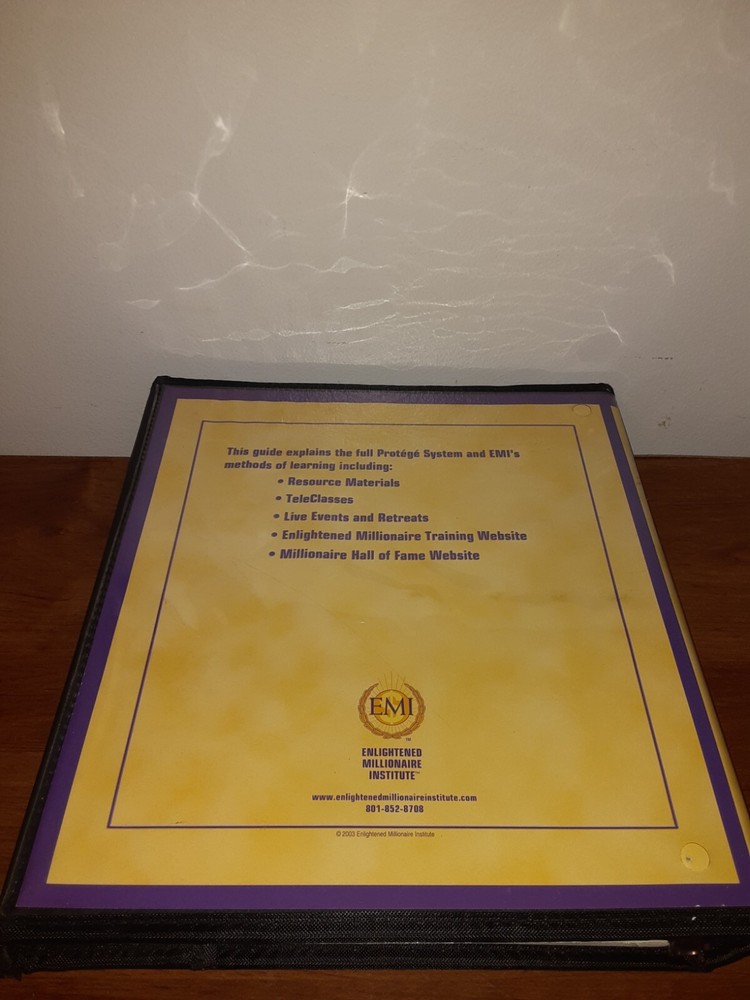 This guide explains the full Protégé System and EMI's
methods of learning including:
• Resource Materials
• TeleClasses
• Live Events and Retreats
• Enlightened Millionaire Training Website
• Millionaire Hall of Fame Website
EMI
TM
ENLIGHTENED
MILLIONAIRE
INSTITUTE™
www.enlightenedmillionaireinstitute.com
801-852-8708
© 2003 Enlightened Millionaire Institute